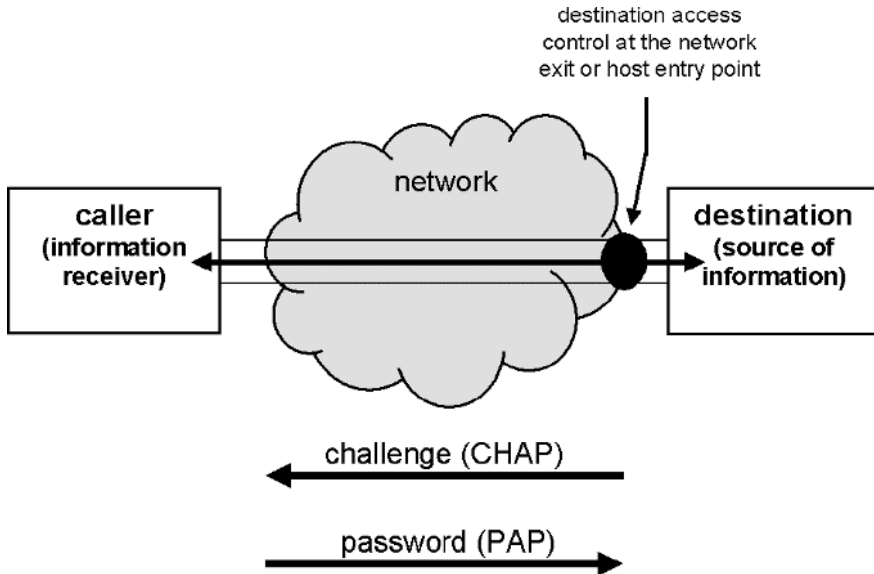 destination access
control at the network
exit or host entry point
network
caller
(information
receiver)
destination
(source of
information)
challenge (CHAP)
password (PAP)